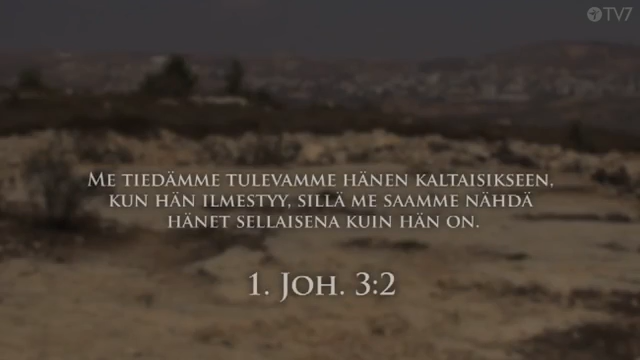 TV7
Me tiedämme tulevamme hänen kaltaisikseen,
kun hän ilmestyy, sillä me saamme nähdä
hänet sellaisena kuin hän on.
1. Joh. 3:2